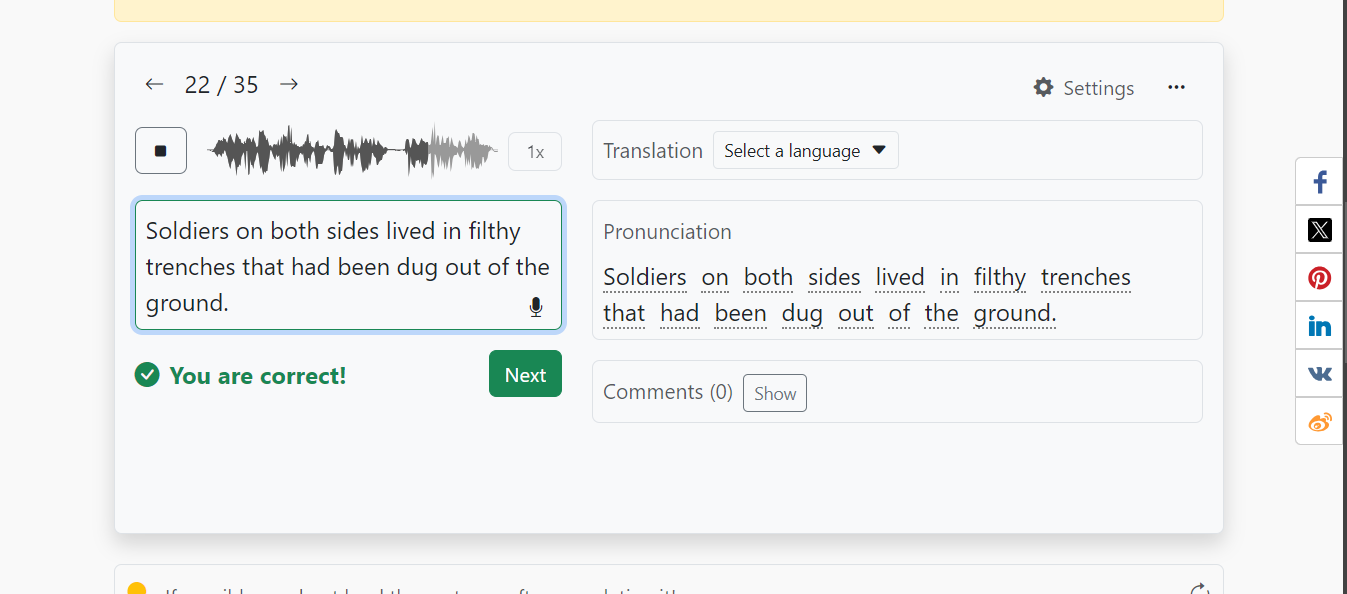 22 / 35
Settings
1x
Translation
Select a language
Soldiers on both sides lived in filthy
trenches that had been dug out of the
ground.
You are correct!
Next
Pronunciation
Soldiers on both sides lived in filthy trenches
that had been dug out of the ground.
Comments (0)
Show